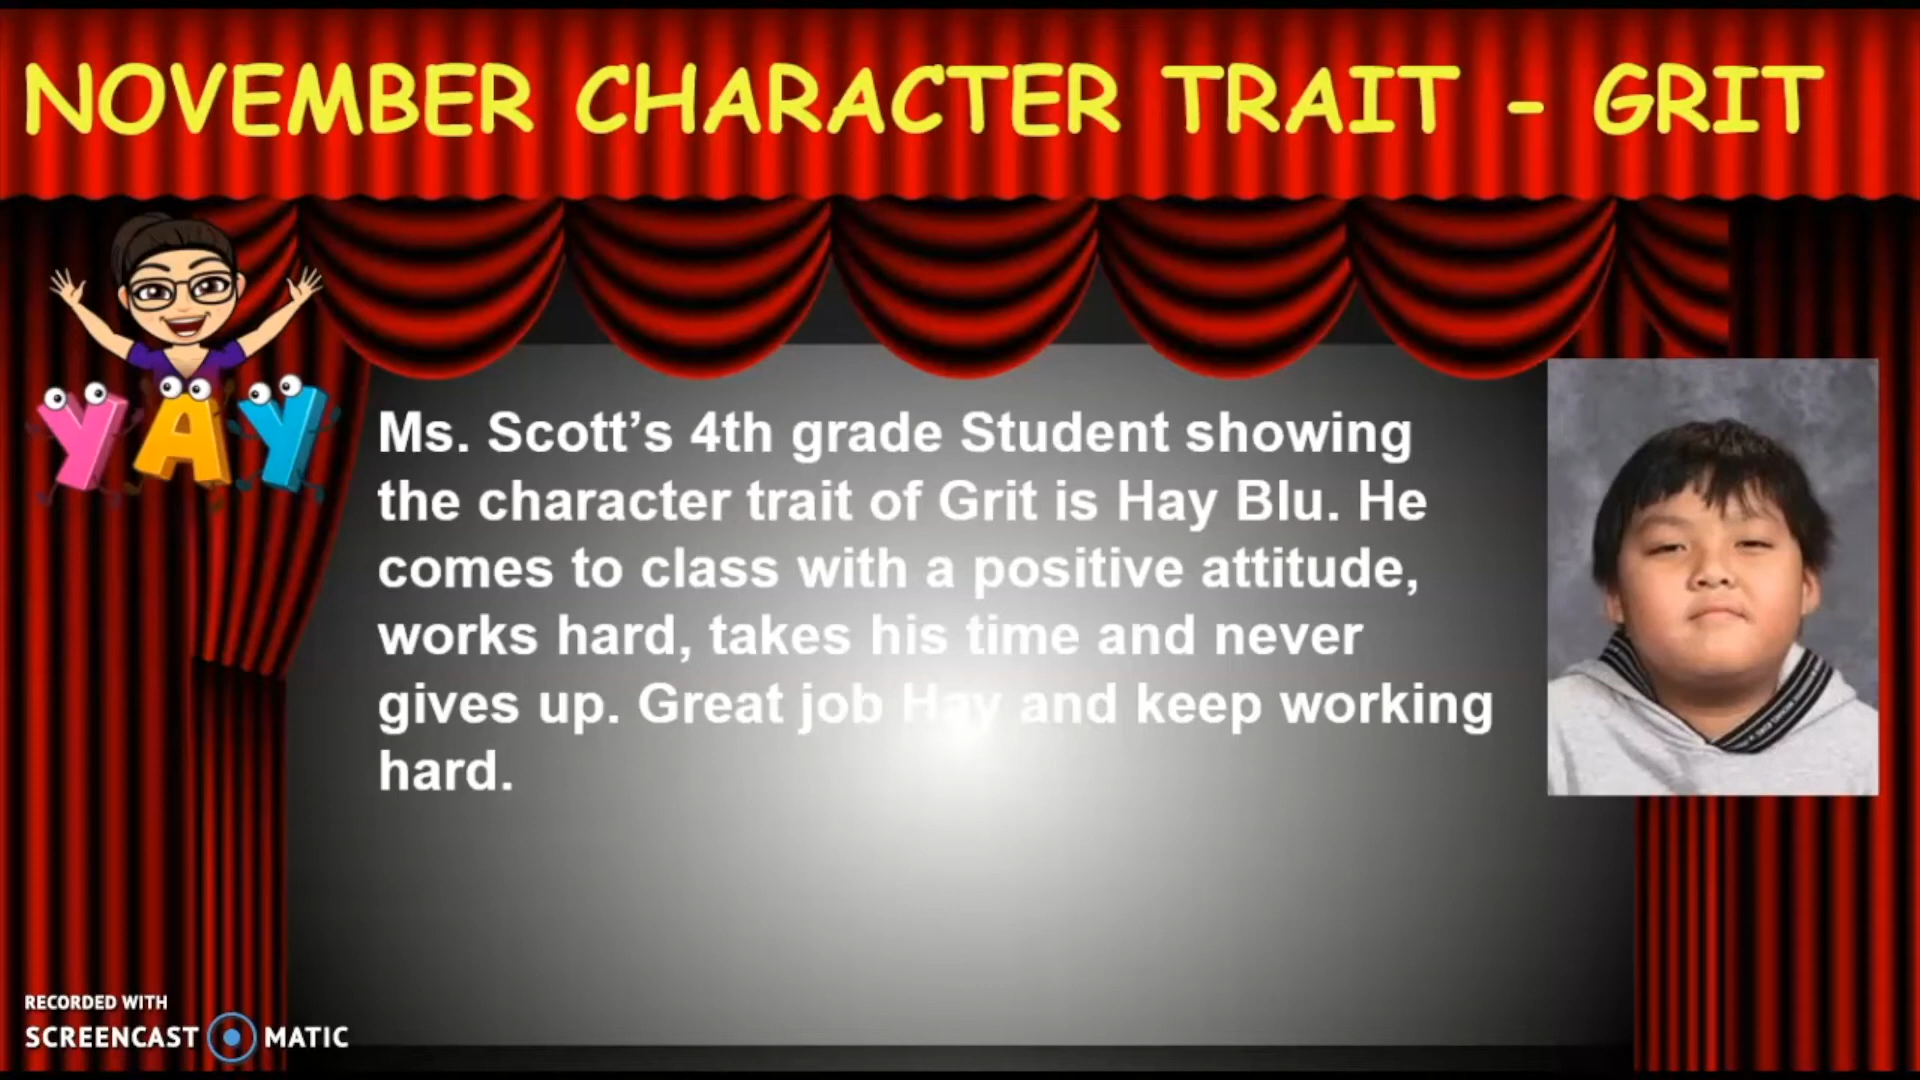 NOVEMBER CHARACTER TRAIT - GRIT
YAY
Ms. Scott’s 4th grade Student showing
the character trait of Grit is Hay Blu. He
comes to class with a positive attitude,
works hard, takes his time and never
gives up. Great job Hay and keep working
hard.
RECORDED WITH
SCREENCAST MATIC